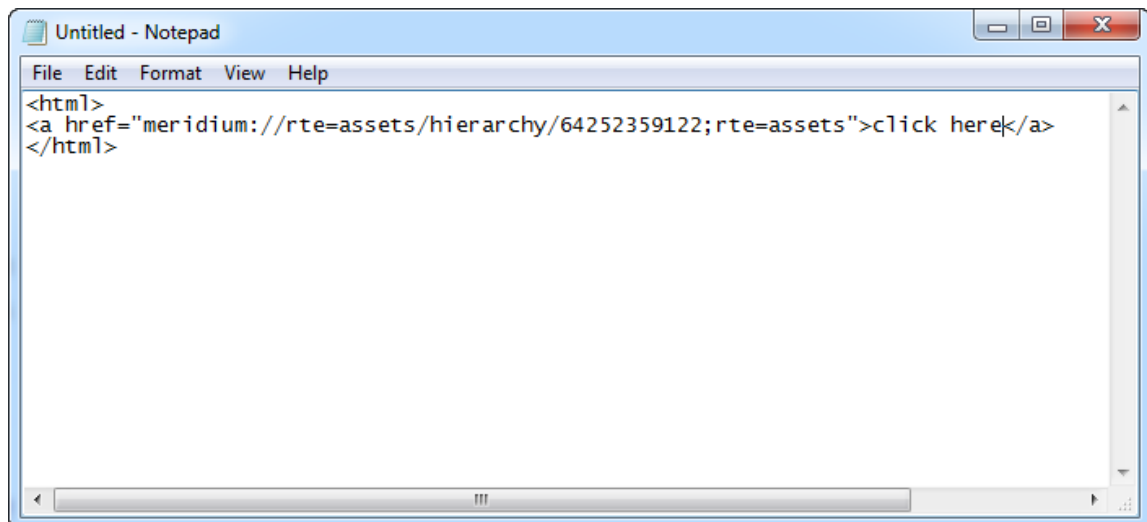 Untitled - Notepad
File Edit Format View Help
<html>
<a href="meridium://rte=assets/hierarchy/64252359122;rte=assets">click here</a>
</html>